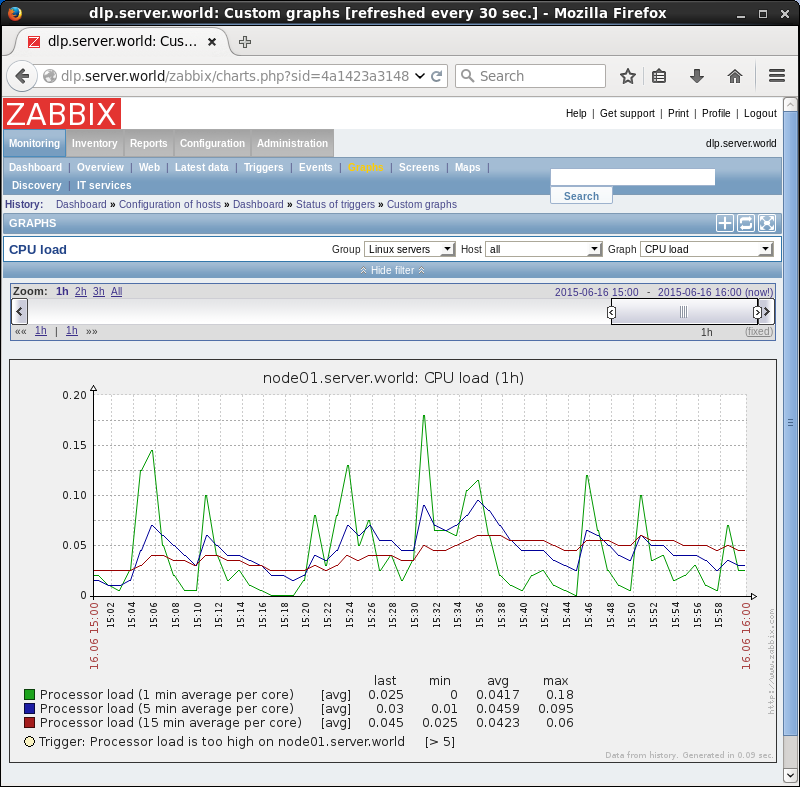 dlp.server.world: Custom graphs [refreshed every 30 sec.] - Mozilla Firefox
dlp.server.world: Cus...
dlp.server.world/zabbix/charts.php?sid=4a1423a3148
Search
ZABBIX
Help | Get support | Print | Profile | Logout
Monitoring Inventory Reports Configuration Administration dlp.server.world
Dashboard | Overview | Web | Latest data | Triggers | Events | Graphs | Screens | Maps |
Discovery | IT services
Search
History: Dashboard » Configuration of hosts » Dashboard » Status of triggers » Custom graphs
GRAPHS
CPU load Group Linux servers Host all Graph CPU load
Hide filter
Zoom: 1h 2h 3h All 2015-06-16 15:00 - 2015-06-16 16:00 (now!)
«« 1h | 1h »» 1h (fixed)
node01.server.world: CPU load (1h)
0.20
0.15
0.10
0.05
0
16.06 15:00 15:02 15:04 15:06 15:08 15:10 15:12 15:14 15:16 15:18 15:20 15:22 15:24 15:26 15:28 15:30 15:32 15:34 15:36 15:38 15:40 15:42 15:44 15:46 15:48 15:50 15:52 15:54 15:56 15:58 16.06 16:00
http://www.zabbix.com
last min avg max
Processor load (1 min average per core) [avg] 0.025 0 0.0417 0.18
Processor load (5 min average per core) [avg] 0.03 0.01 0.0459 0.095
Processor load (15 min average per core) [avg] 0.045 0.025 0.0423 0.06
Trigger: Processor load is too high on node01.server.world [> 5]
Data from history. Generated in 0.09 sec.